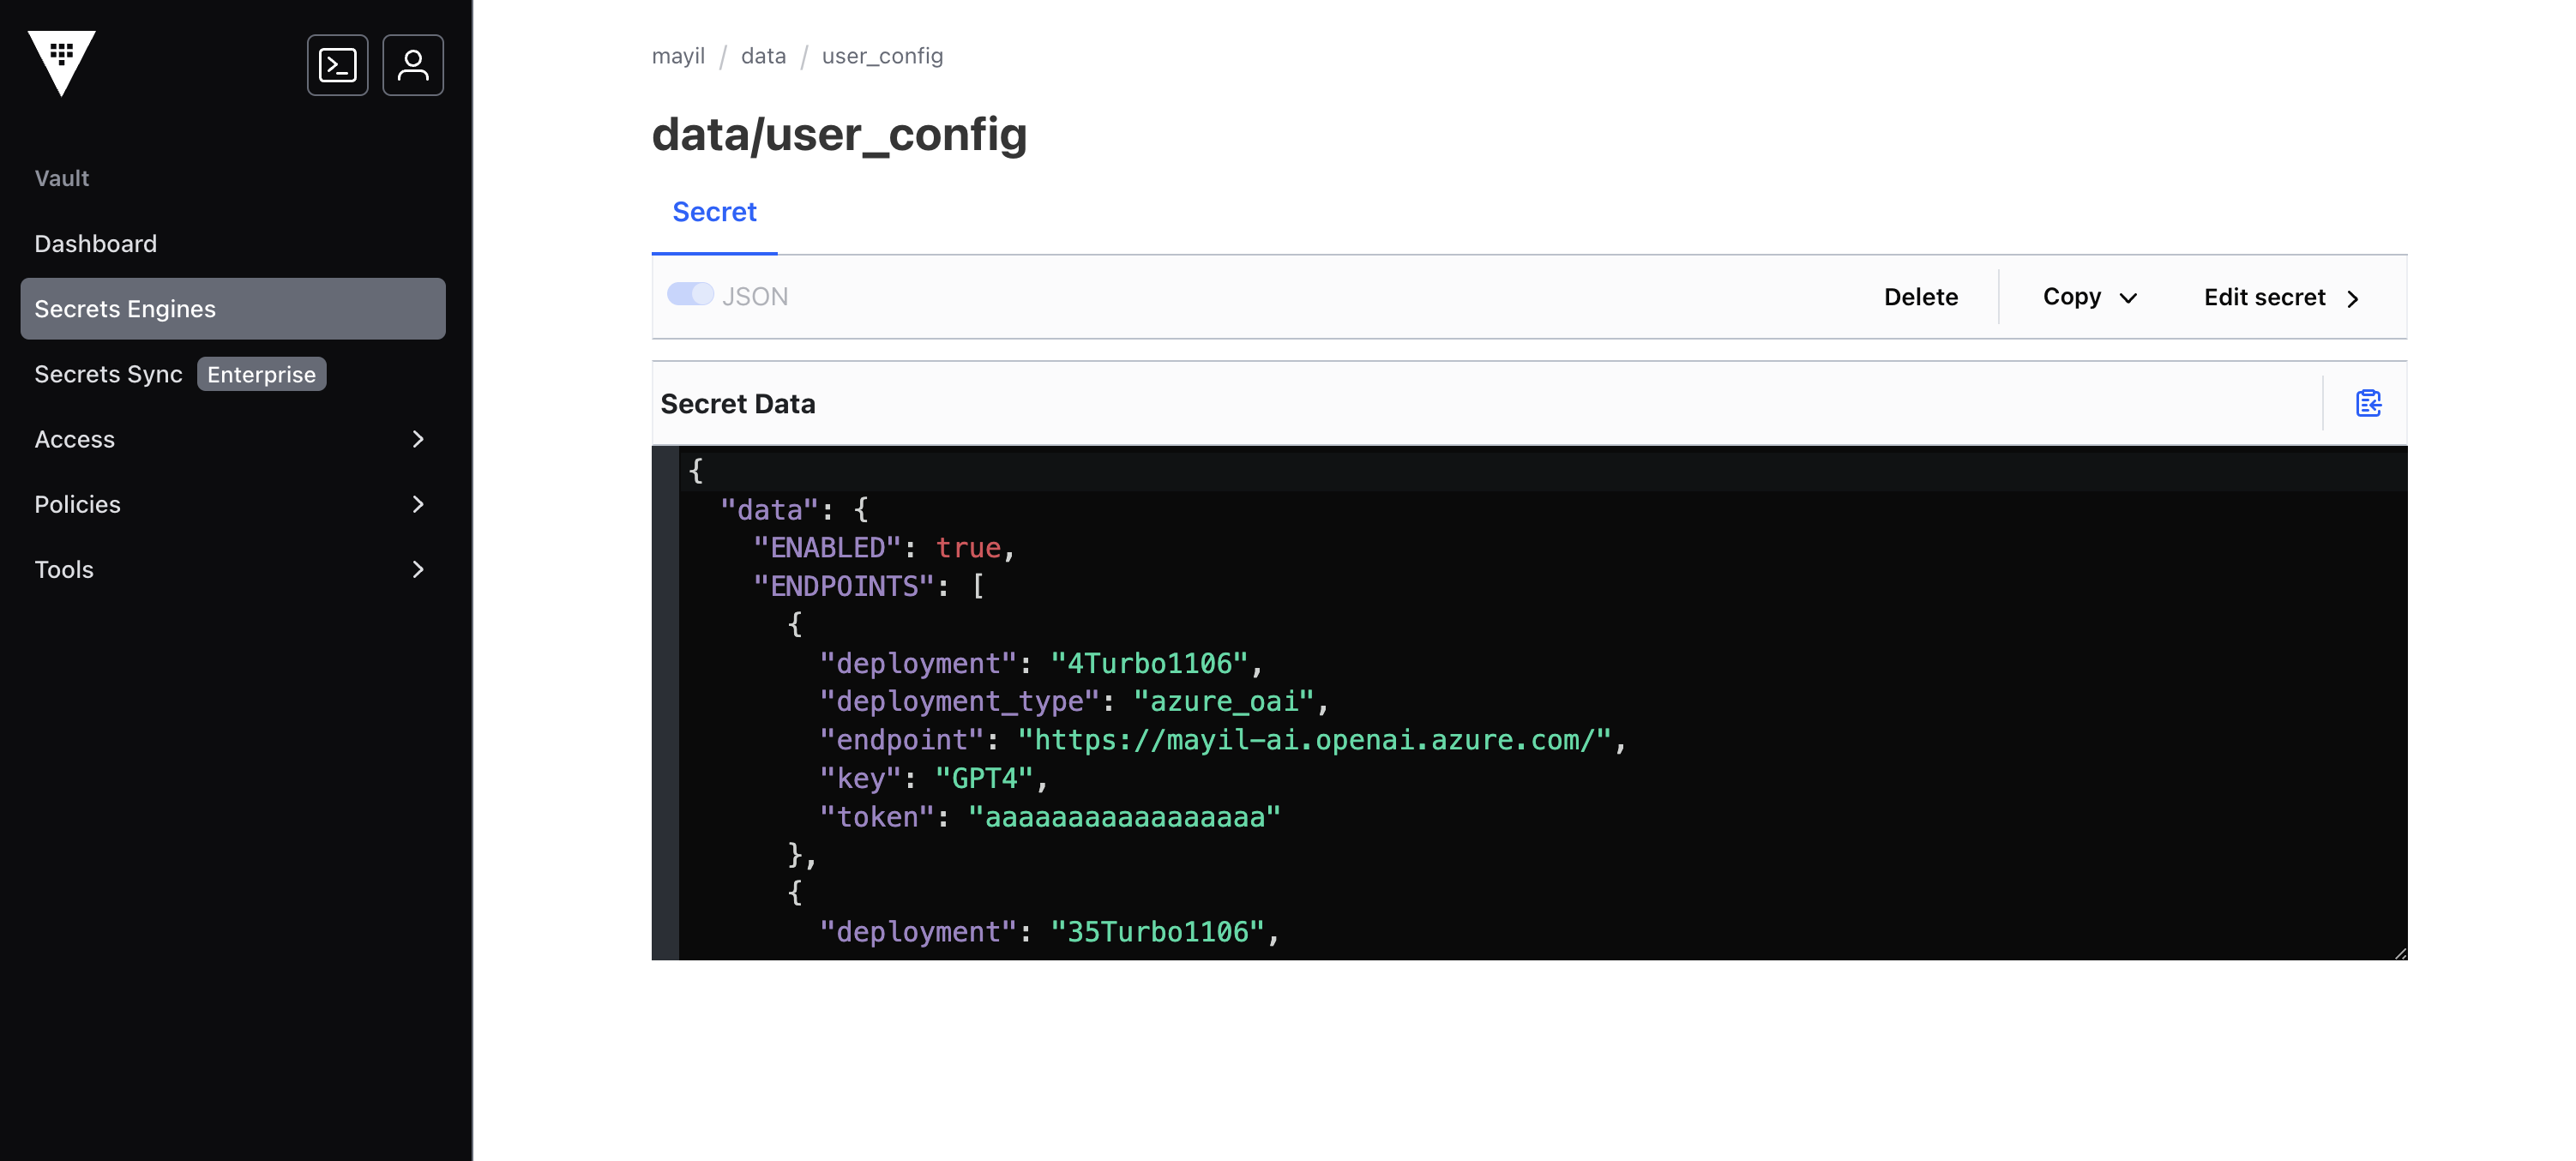 mayil / data / user_config
data/user_config
Vault
Dashboard
Secrets Engines
Secrets Sync Enterprise
Access
Policies
Tools
Secret
JSON
Delete
Copy
Edit secret
Secret Data
{
"data": {
"ENABLED": true,
"ENDPOINTS": [
{
"deployment": "4Turbo1106",
"deployment_type": "azure_oai",
"endpoint": "https://mayil-ai.openai.azure.com/",
"key": "GPT4",
"token": "aaaaaaaaaaaaaaaaa"
},
{
"deployment": "35Turbo1106",